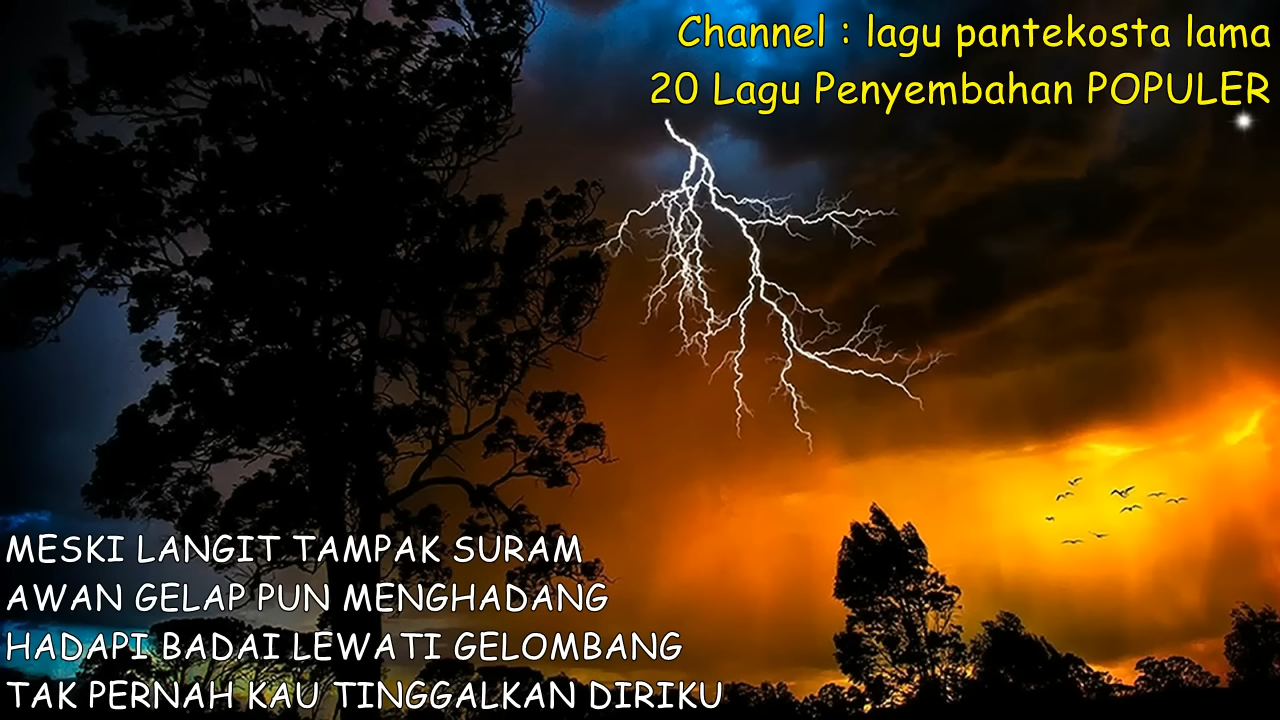 Channel : lagu pantekosta lama
20 Lagu Penyembahan POPULER
MESKI LANGIT TAMPAK SURAM
AWAN GELAP PUN MENGHADANG
HADAPI BADAI LEWATI GELOMBANG
TAK PERNAH KAU TINGGALKAN DIRIKU